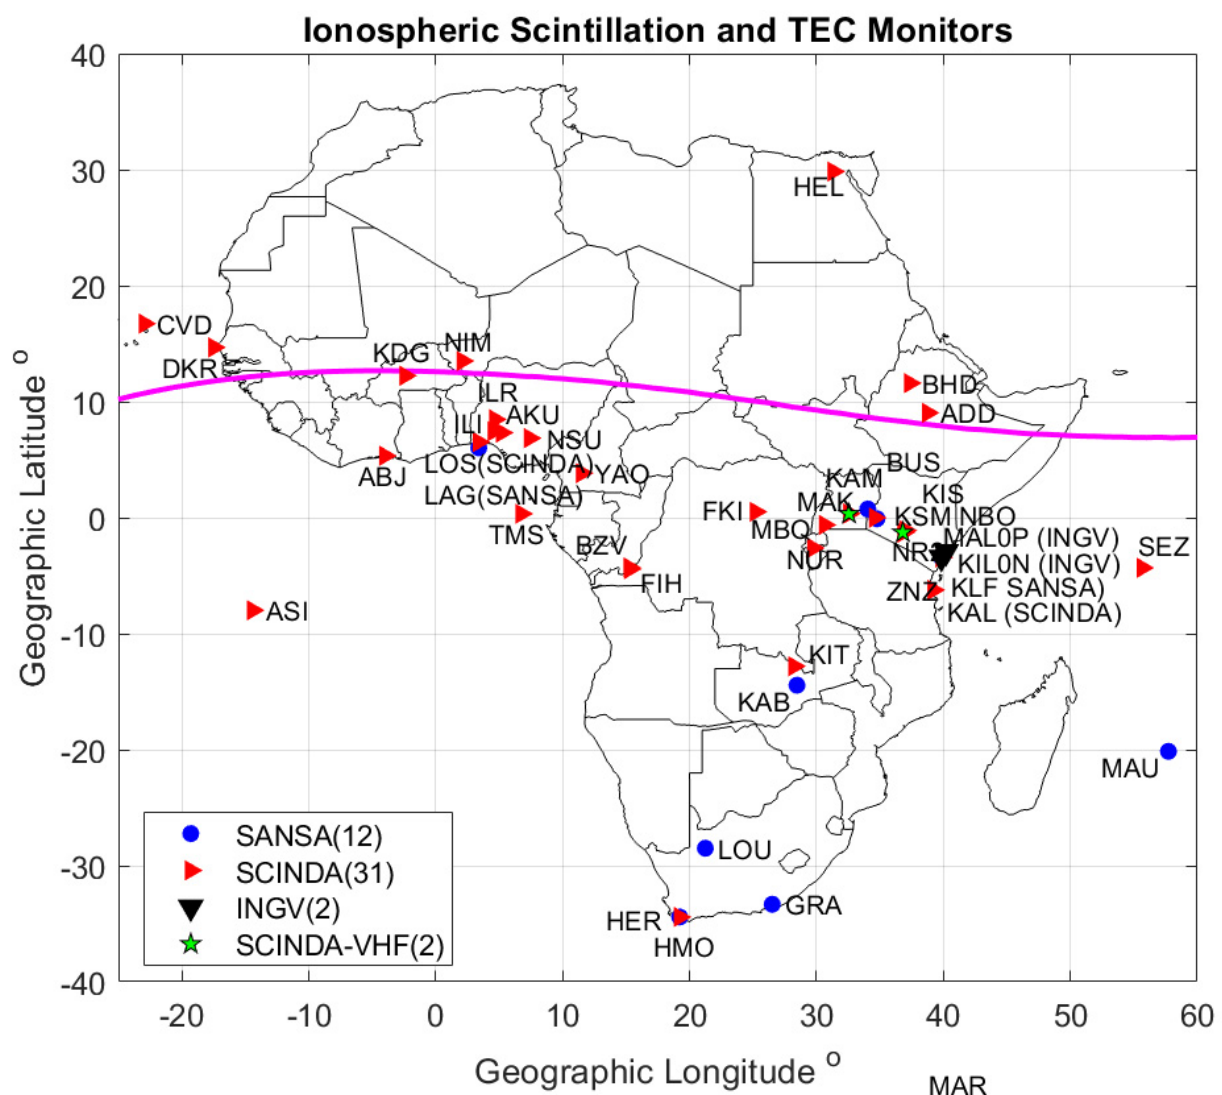 Ionospheric Scintillation and TEC Monitors
40
30
20
10
0
-10
-20
-30
-40
Geographic Latitude o
HEL
CVD
DKR
KDG
NIM
LR
AKU
ILI
NSU
LOS(SCINDA)
LAG(SANSA)
YAO
ABJ
TMS
BHD
ADD
BUS
KAM
KIS
MAK
FKI
MBQ
KSM
NBO
NUR
MAL0P (INGV)
KIL0N (INGV)
KLF SANSA)
KAL (SCINDA)
ZNZ
SEZ
BZV
FIH
ASI
KIT
KAB
MAU
LOU
GRA
HER
HMO
SANSA(12)
SCINDA(31)
INGV(2)
SCINDA-VHF(2)
-20
-10
0
10
20
30
40
50
60
Geographic Longitude o
MAR